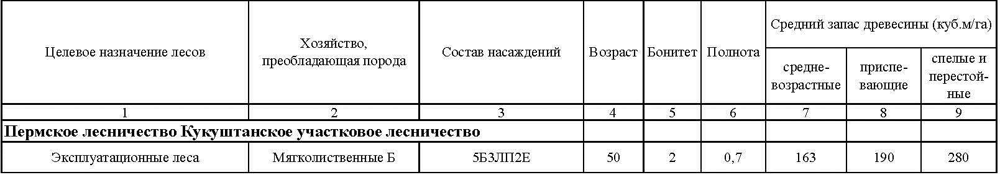 Целевое назначение лесов
Хозяйство,
преобладающая порода
Состав насаждений
Возраст
Бонитет
Полнота
Средний запас древесины (куб.м/га)
средне-
возрастные
приспе-
вающие
спелые и
перестой-
ные
1 2 3 4 5 6 7 8 9
Пермское лесничество Кукуштанское участковое лесничество
Эксплуатационные леса Мягколиственные Б 5Б3ЛП2Е 50 2 0,7 163 190 280